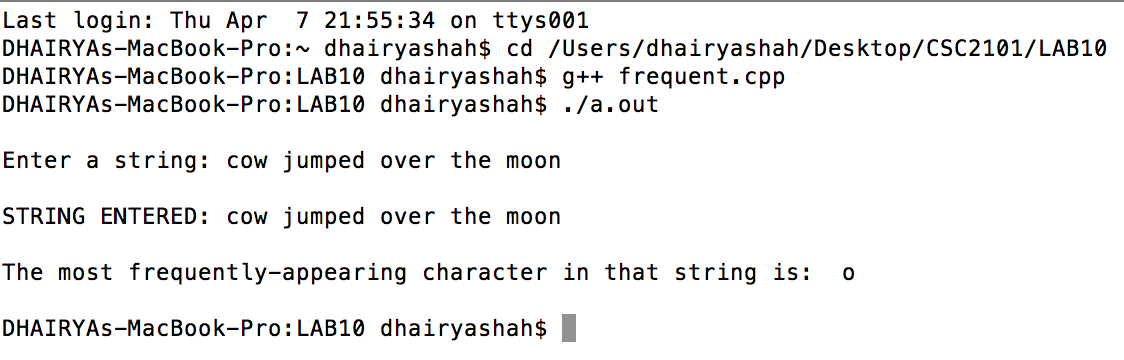 Last login: Thu Apr  7 21:55:34 on ttys001
DHAIRYAs-MacBook-Pro:~ dhairyashah$ cd /Users/dhairyashah/Desktop/CSC2101/LAB10
DHAIRYAs-MacBook-Pro:LAB10 dhairyashah$ g++ frequent.cpp
DHAIRYAs-MacBook-Pro:LAB10 dhairyashah$ ./a.out
Enter a string: cow jumped over the moon
STRING ENTERED: cow jumped over the moon
The most frequently-appearing character in that string is:  o
DHAIRYAs-MacBook-Pro:LAB10 dhairyashah$